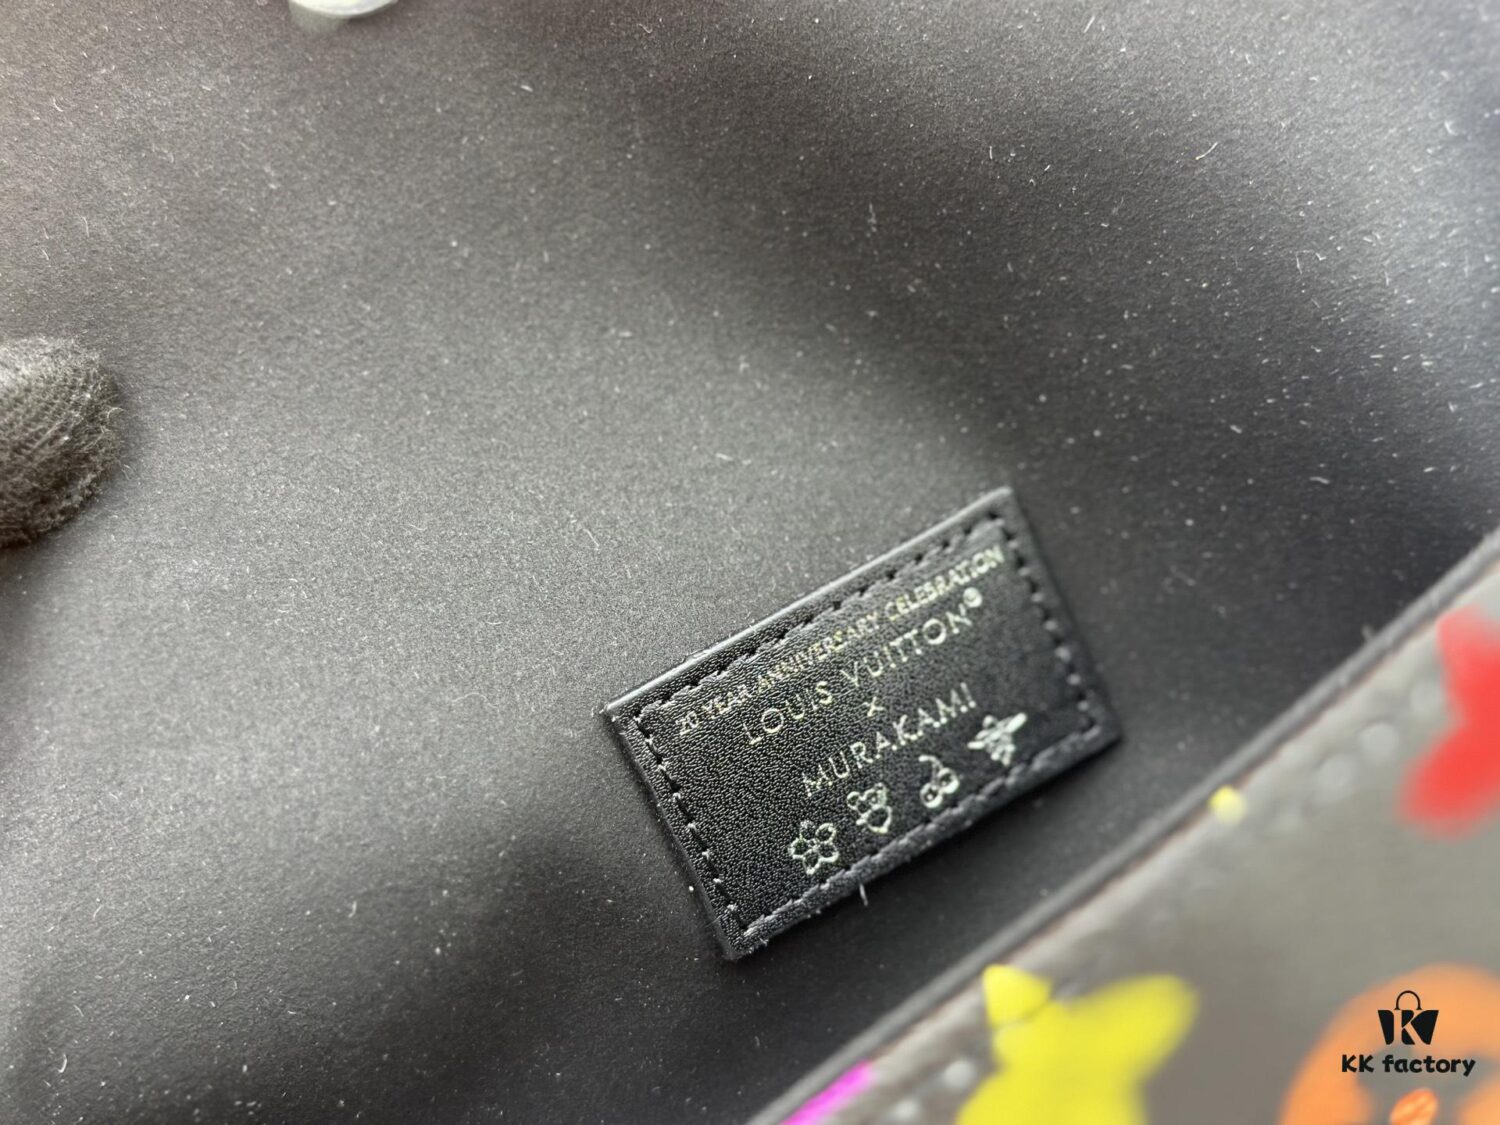 20 YEAR ANNIVERSARY CELEBRATION
LOUIS VUITTON®
x
MURAKAMI
KK factory